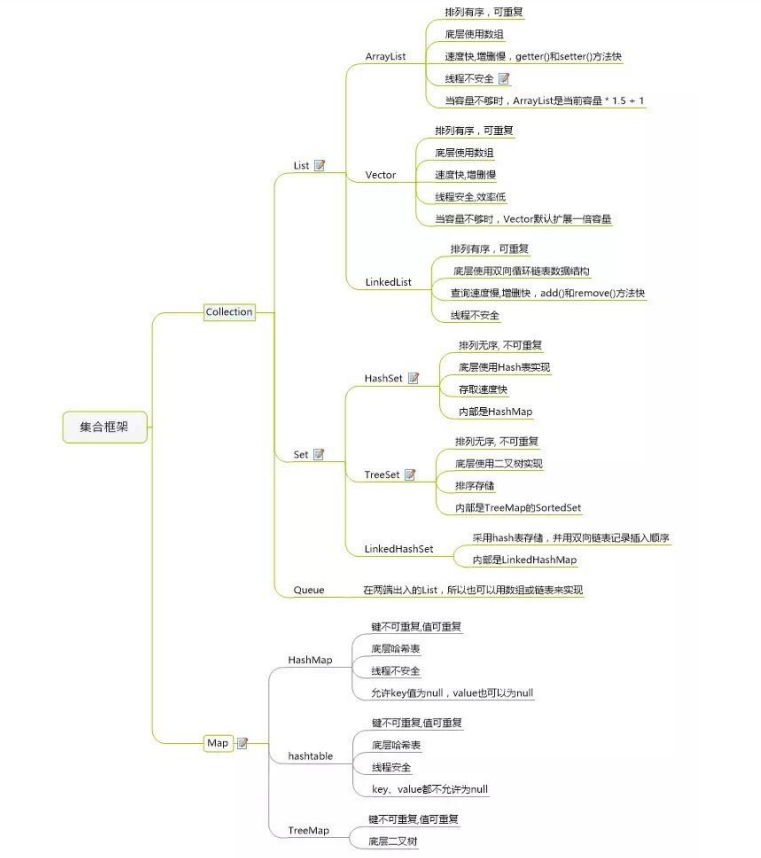 集合框架
Collection
List
ArrayList
排列有序，可重复
底层使用数组
速度快,增删慢，getter()和setter()方法快
线程不安全
当容量不够时，ArrayList是当前容量 * 1.5 + 1
Vector
排列有序，可重复
底层使用数组
速度快,增删慢
线程安全,效率低
当容量不够时，Vector默认扩展一倍容量
LinkedList
排列有序，可重复
底层使用双向循环链表数据结构
查询速度慢,增删快，add()和remove()方法快
线程不安全
Set
HashSet
排列无序, 不可重复
底层使用Hash表实现
存取速度快
内部是HashMap
TreeSet
排列无序, 不可重复
底层使用二叉树实现
排序存储
内部是TreeMap的SortedSet
LinkedHashSet
采用hash表存储，并用双向链表记录插入顺序
内部是LinkedHashMap
Queue
在两端出入的List，所以也可以用数组或链表来实现
Map
HashMap
键不可重复,值可重复
底层哈希表
线程不安全
允许key值为null，value也可以为null
hashtable
键不可重复,值可重复
底层哈希表
线程安全
key、value都不允许为null
TreeMap
键不可重复,值可重复
底层二叉树